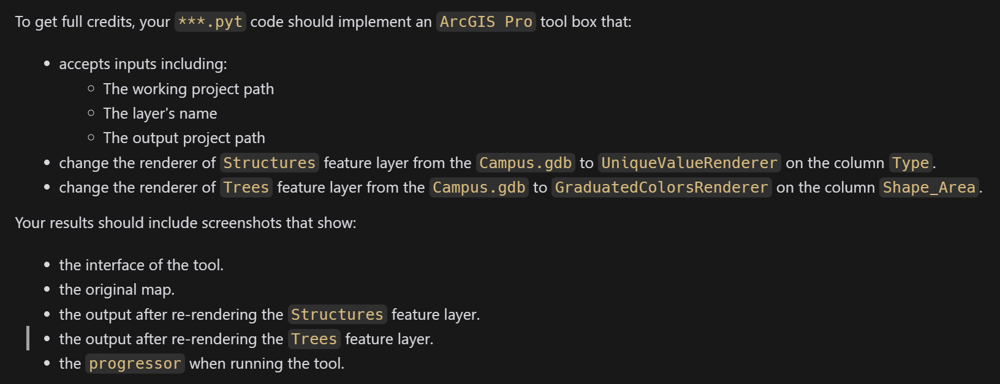 To get full credits, your ***.pyt code should implement an ArcGIS Pro tool box that:
• accepts inputs including:
○ The working project path
○ The layer's name
○ The output project path
• change the renderer of Structures feature layer from the Campus.gdb to UniqueValueRenderer on the column Type.
• change the renderer of Trees feature layer from the Campus.gdb to GraduatedColorsRenderer on the column Shape_Area.
Your results should include screenshots that show:
• the interface of the tool.
• the original map.
• the output after re-rendering the Structures feature layer.
• the output after re-rendering the Trees feature layer.
• the progressor when running the tool.